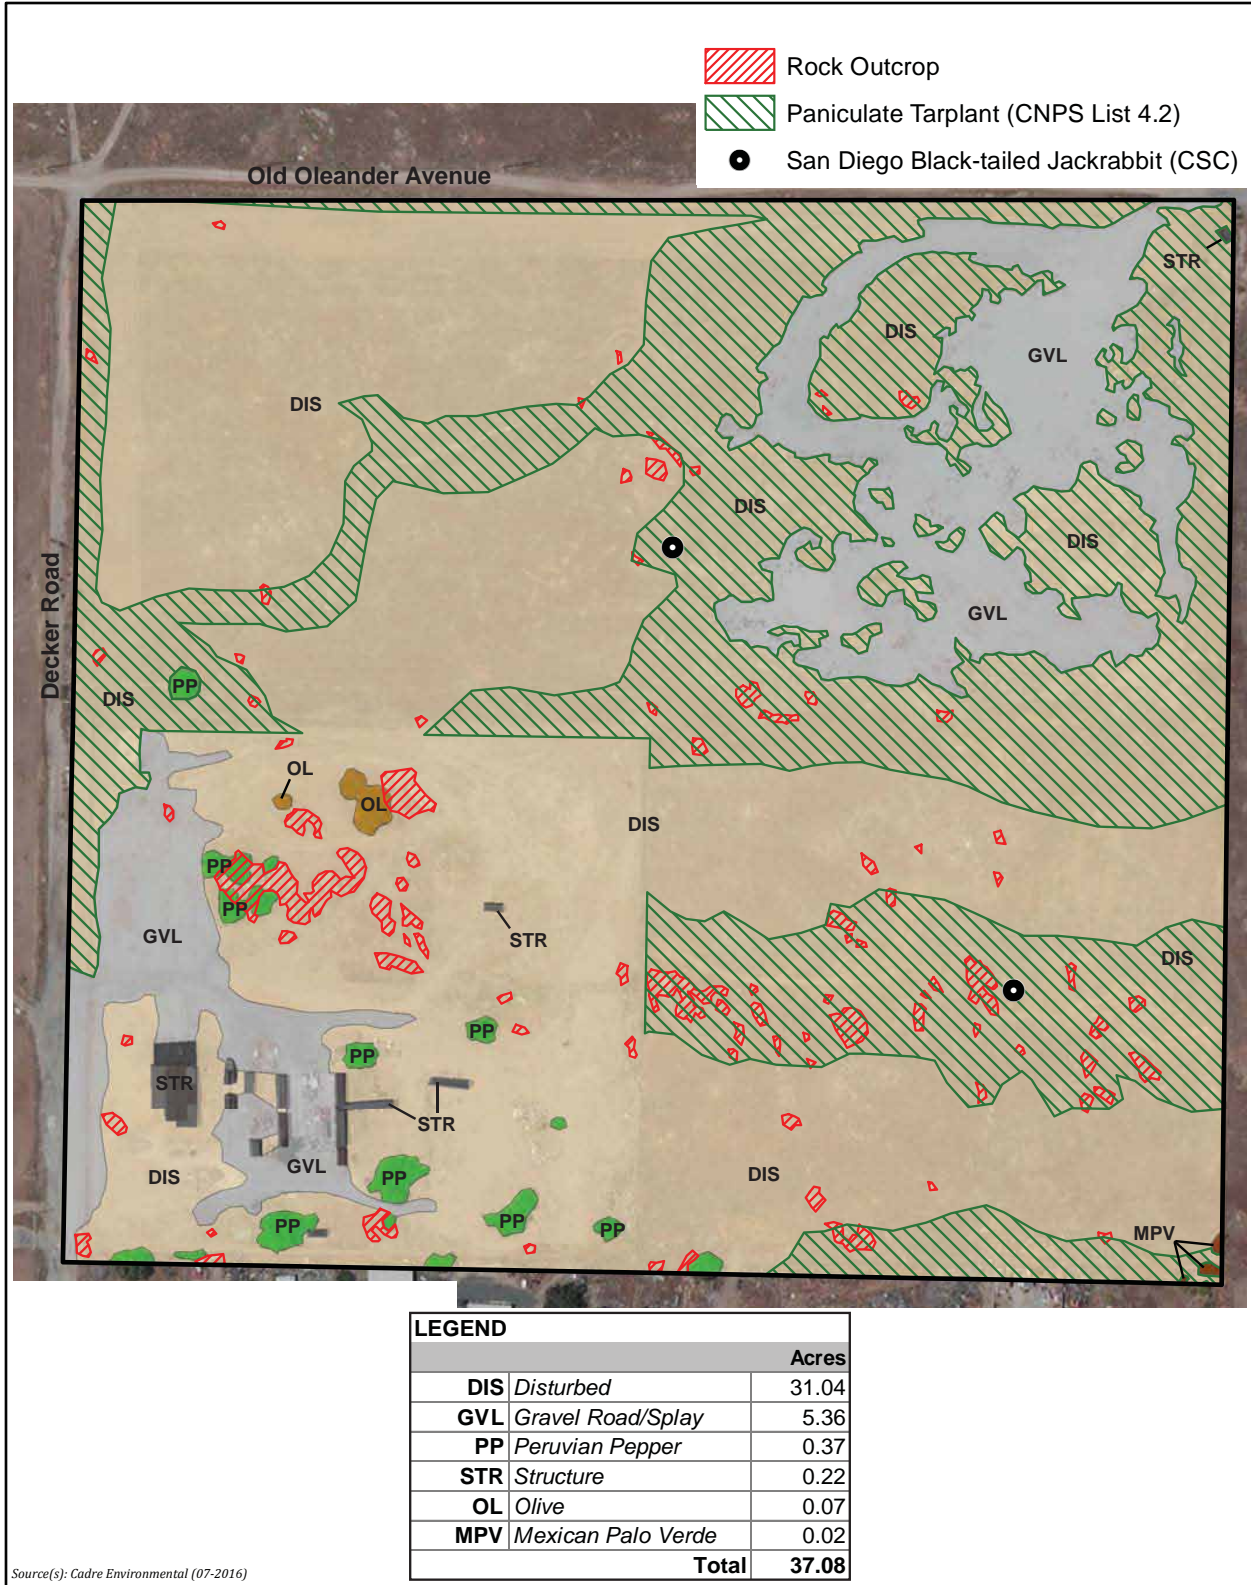 Rock Outcrop
Paniculate Tarplant (CNPS List 4.2)
San Diego Black-tailed Jackrabbit (CSC)
Old Oleander Avenue
STR
DIS
GVL
DIS
DIS
DIS
GVL
Decker Road
PP
DIS
OL
OL
DIS
PP
PP
GVL
STR
DIS
PP
PP
STR
STR
GVL
DIS
PP
DIS
PP
PP
PP
MPV
LEGEND
Acres
DIS Disturbed 31.04
GVL Gravel Road/Splay 5.36
PP Peruvian Pepper 0.37
STR Structure 0.22
OL Olive 0.07
MPV Mexican Palo Verde 0.02
Total 37.08
Source(s): Cadre Environmental (07-2016)